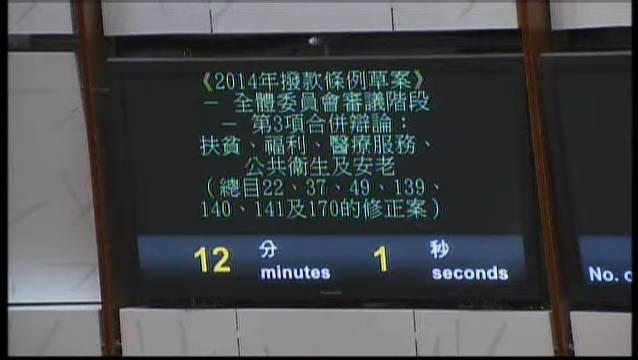 《2014年撥款條例草案》
－ 全體委員會審議階段
－ 第3項合併辯論：
扶貧、福利、醫療服務、
公共衞生及安老
（總目22、37、49、139、
140、141及170的修正案）
12 分 minutes 1 秒 seconds
No.